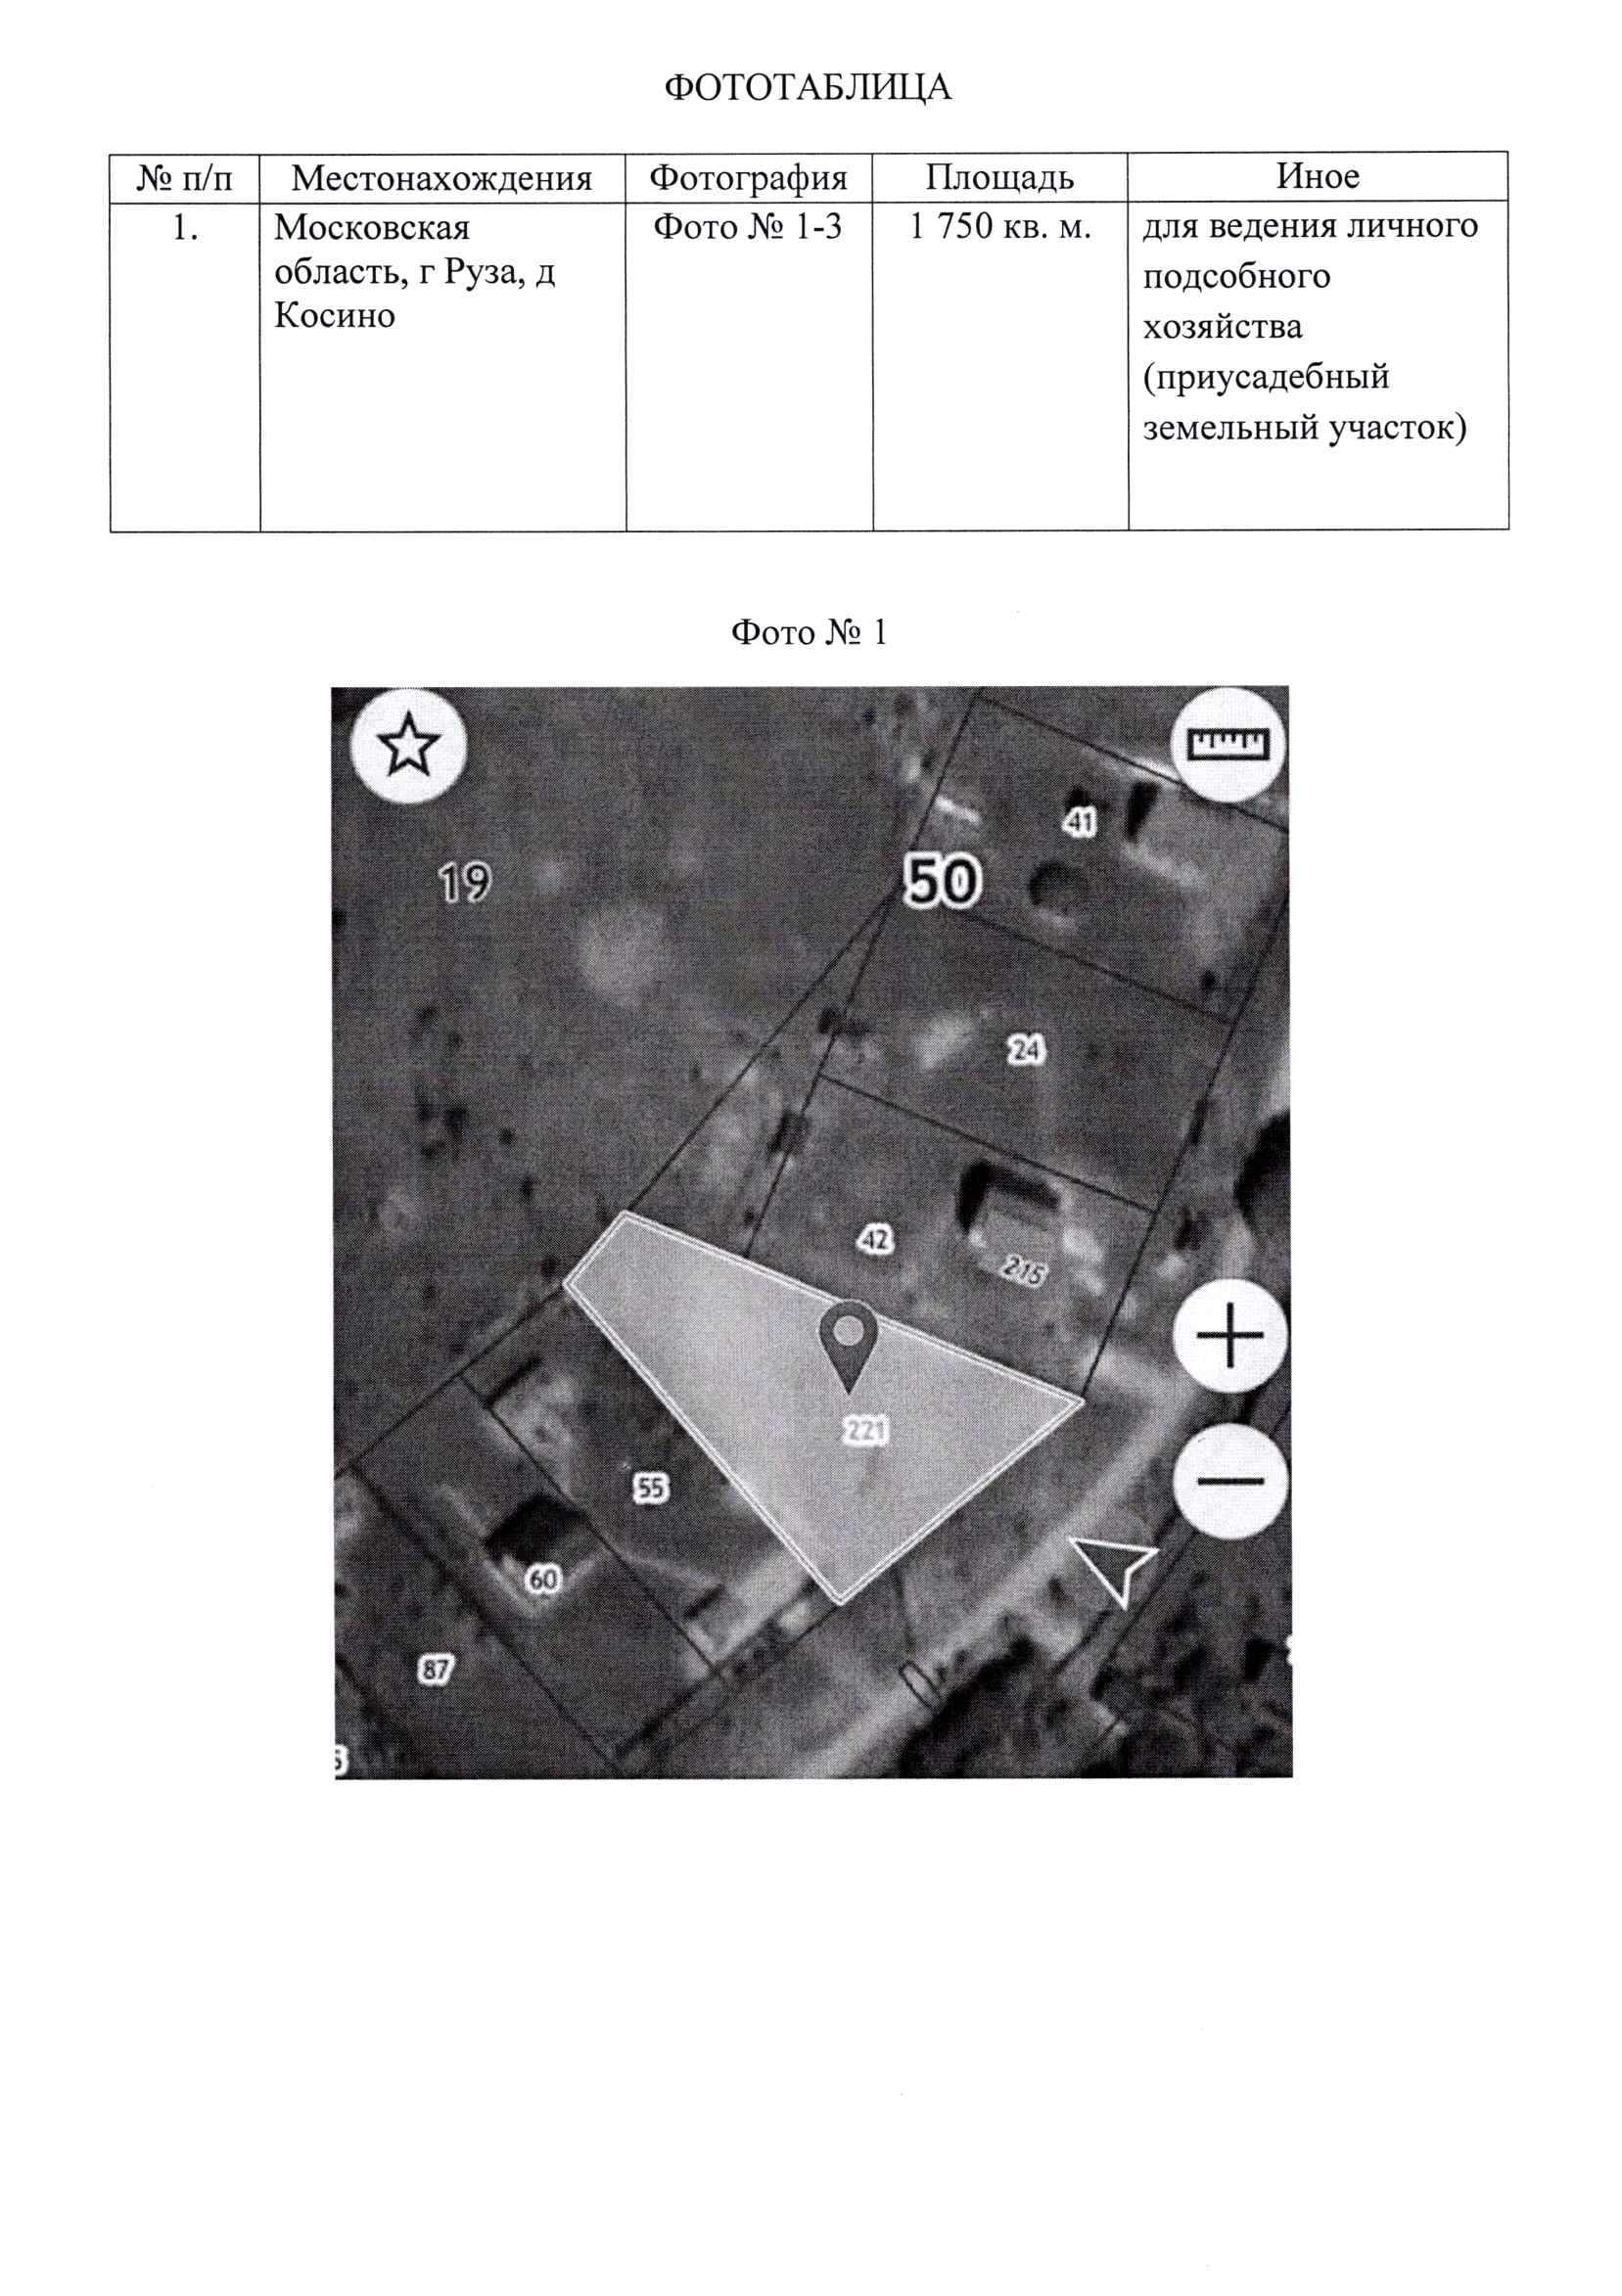 ФОТОТАБЛИЦА
№ п/п Местонахождения Фотография Площадь Иное
1. Московская область, г Руза, д Косино Фото № 1-3 1 750 кв. м. для ведения личного подсобного хозяйства (приусадебный земельный участок)
Фото № 1
41
19
50
24
42
215
221
55
60
87